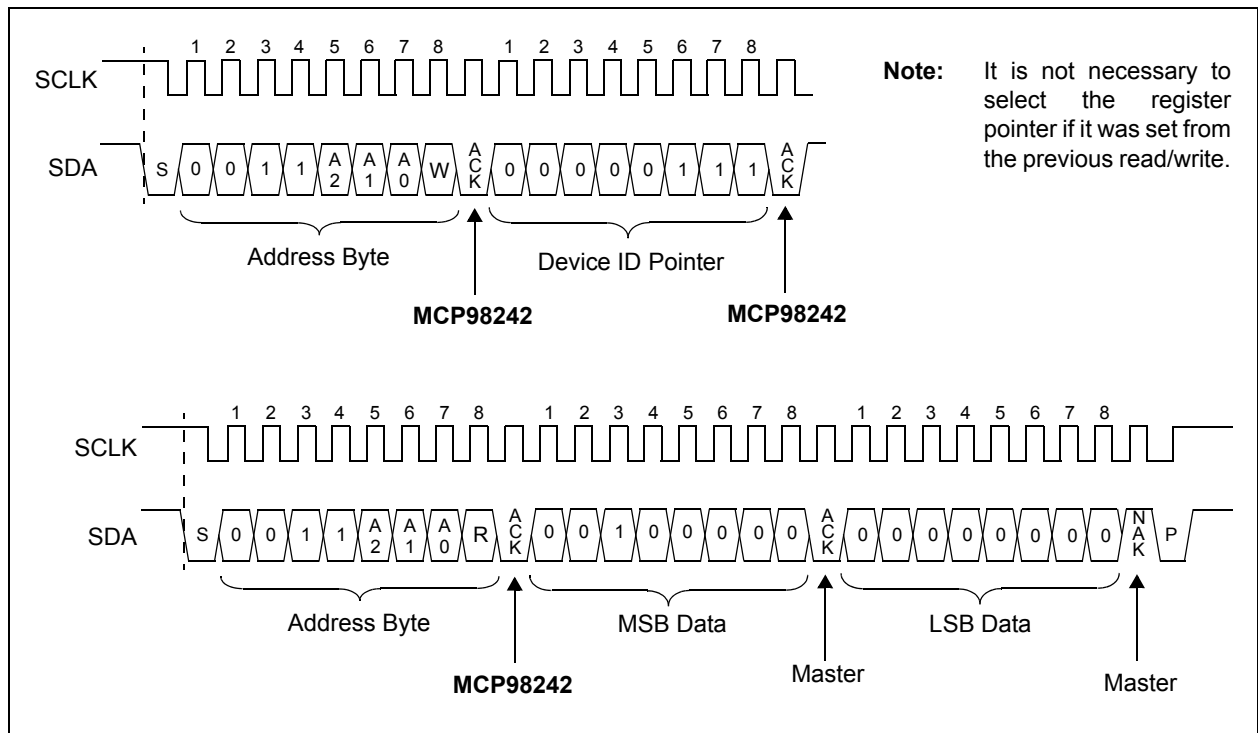 1 2 3 4 5 6 7 8 1 2 3 4 5 6 7 8
SCLK
SDA
S 0 0 1 1 A2 A1 A0 W ACK 0 0 0 0 0 1 1 1 ACK
Address Byte Device ID Pointer
MCP98242 MCP98242
Note: It is not necessary to
select the register
pointer if it was set from
the previous read/write.
1 2 3 4 5 6 7 8 1 2 3 4 5 6 7 8 1 2 3 4 5 6 7 8
SCLK
SDA
S 0 0 1 1 A2 A1 A0 R ACK 0 0 1 0 0 0 0 0 ACK 0 0 0 0 0 0 0 0 NAK P
Address Byte MSB Data LSB Data
MCP98242 Master Master